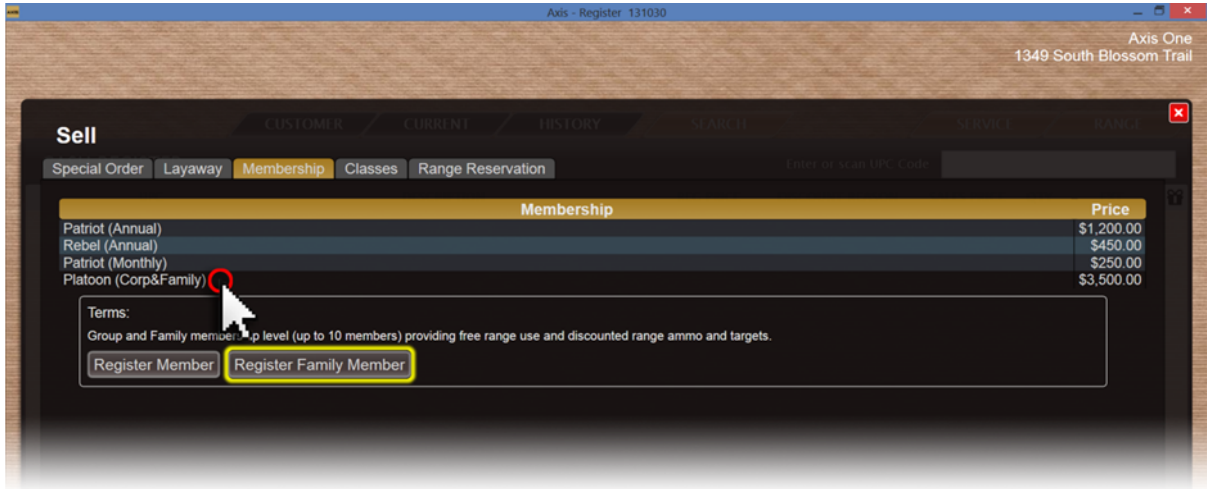 AXIS
Axis - Register 131030
Axis One
1349 South Blossom Trail
CUSTOMER CURRENT HISTORY SEARCH SERVICE RANGE
Sell
Special Order Layaway Membership Classes Range Reservation
Enter or scan UPC Code
Membership Price
Patriot (Annual) $1,200.00
Rebel (Annual) $450.00
Patriot (Monthly) $250.00
Platoon (Corp&Family) $3,500.00
Terms:
Group and Family membership level (up to 10 members) providing free range use and discounted range ammo and targets.
Register Member Register Family Member